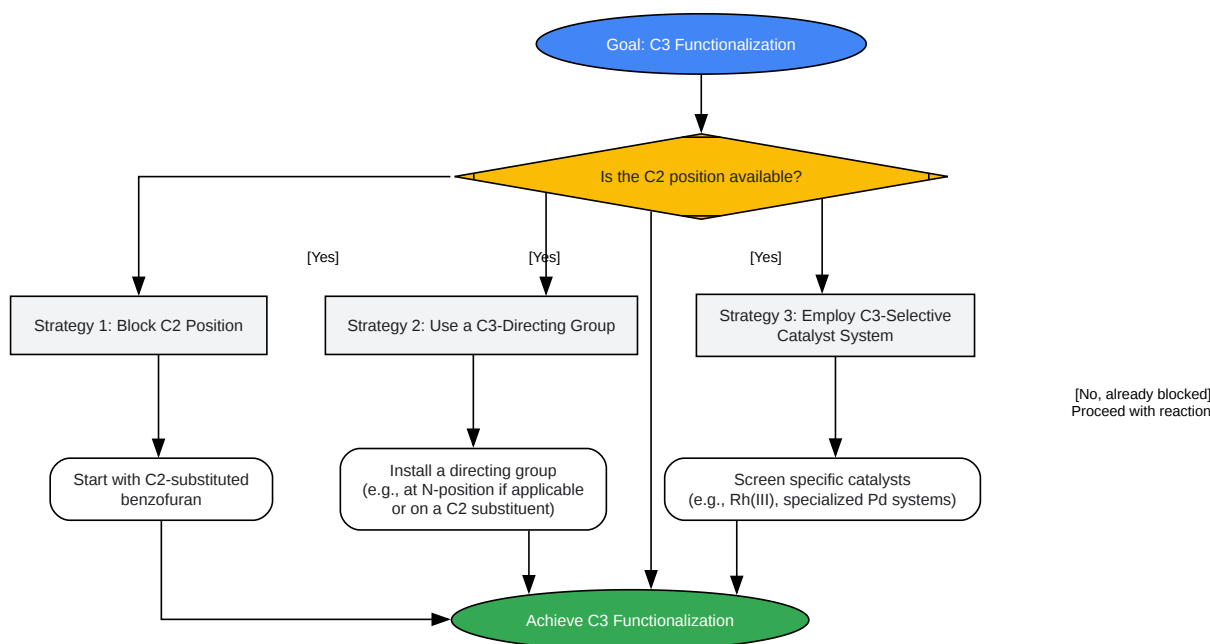 Goal: C3 Functionalization
Is the C2 position available?
[Yes]
[Yes]
[Yes]
Strategy 1: Block C2 Position
Strategy 2: Use a C3-Directing Group
Strategy 3: Employ C3-Selective
Catalyst System
[No, already blocked]
Proceed with reaction
Start with C2-substituted
benzofuran
Install a directing group
(e.g., at N-position if applicable
or on a C2 substituent)
Screen specific catalysts
(e.g., Rh(III), specialized Pd systems)
Achieve C3 Functionalization